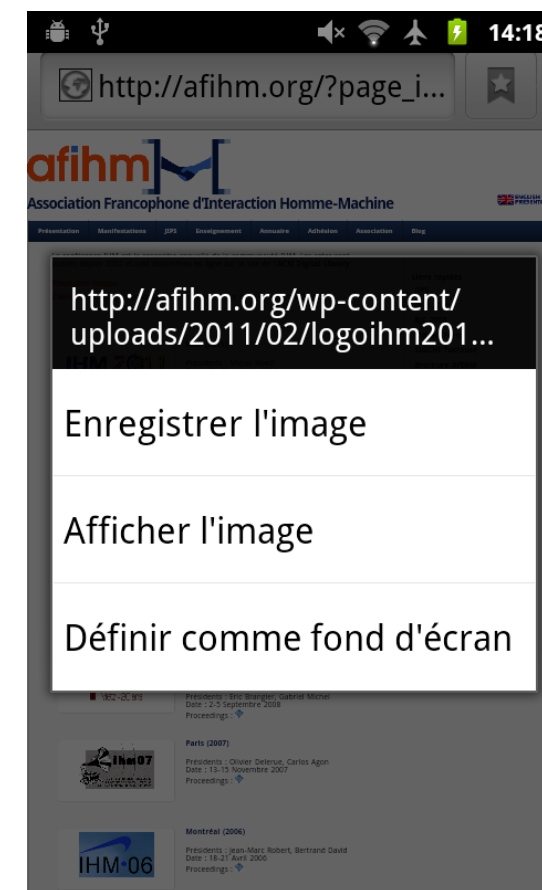 14:18
http://afihm.org/?page_i...
afihm
Association Francophone d'Interaction Homme-Machine
ENGLISH
Présentation Manifestations JIPS Enseignement Annuaire Adhésion Association Blog
http://afihm.org/wp-content/
uploads/2011/02/logoihm201...
Enregistrer l'image
Afficher l'image
Définir comme fond d'écran
Présidents : Eric Brangier, Gabriel Michel
Date : 2-5 Septembre 2008
Proceedings :
Paris (2007)
ihm07
Présidents : Olivier Delerue, Carlos Agon
Date : 13-15 Novembre 2007
Proceedings :
Montréal (2006)
IHM•06
Présidents : Jean-Marc Robert, Bertrand David
Date : 18-21 Avril 2006
Proceedings :